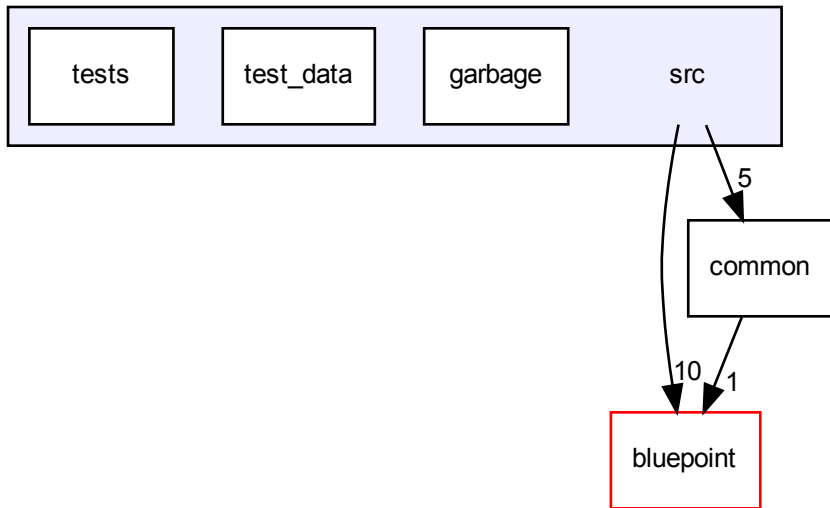 tests
test_data
garbage
src
5
common
10
1
bluepoint